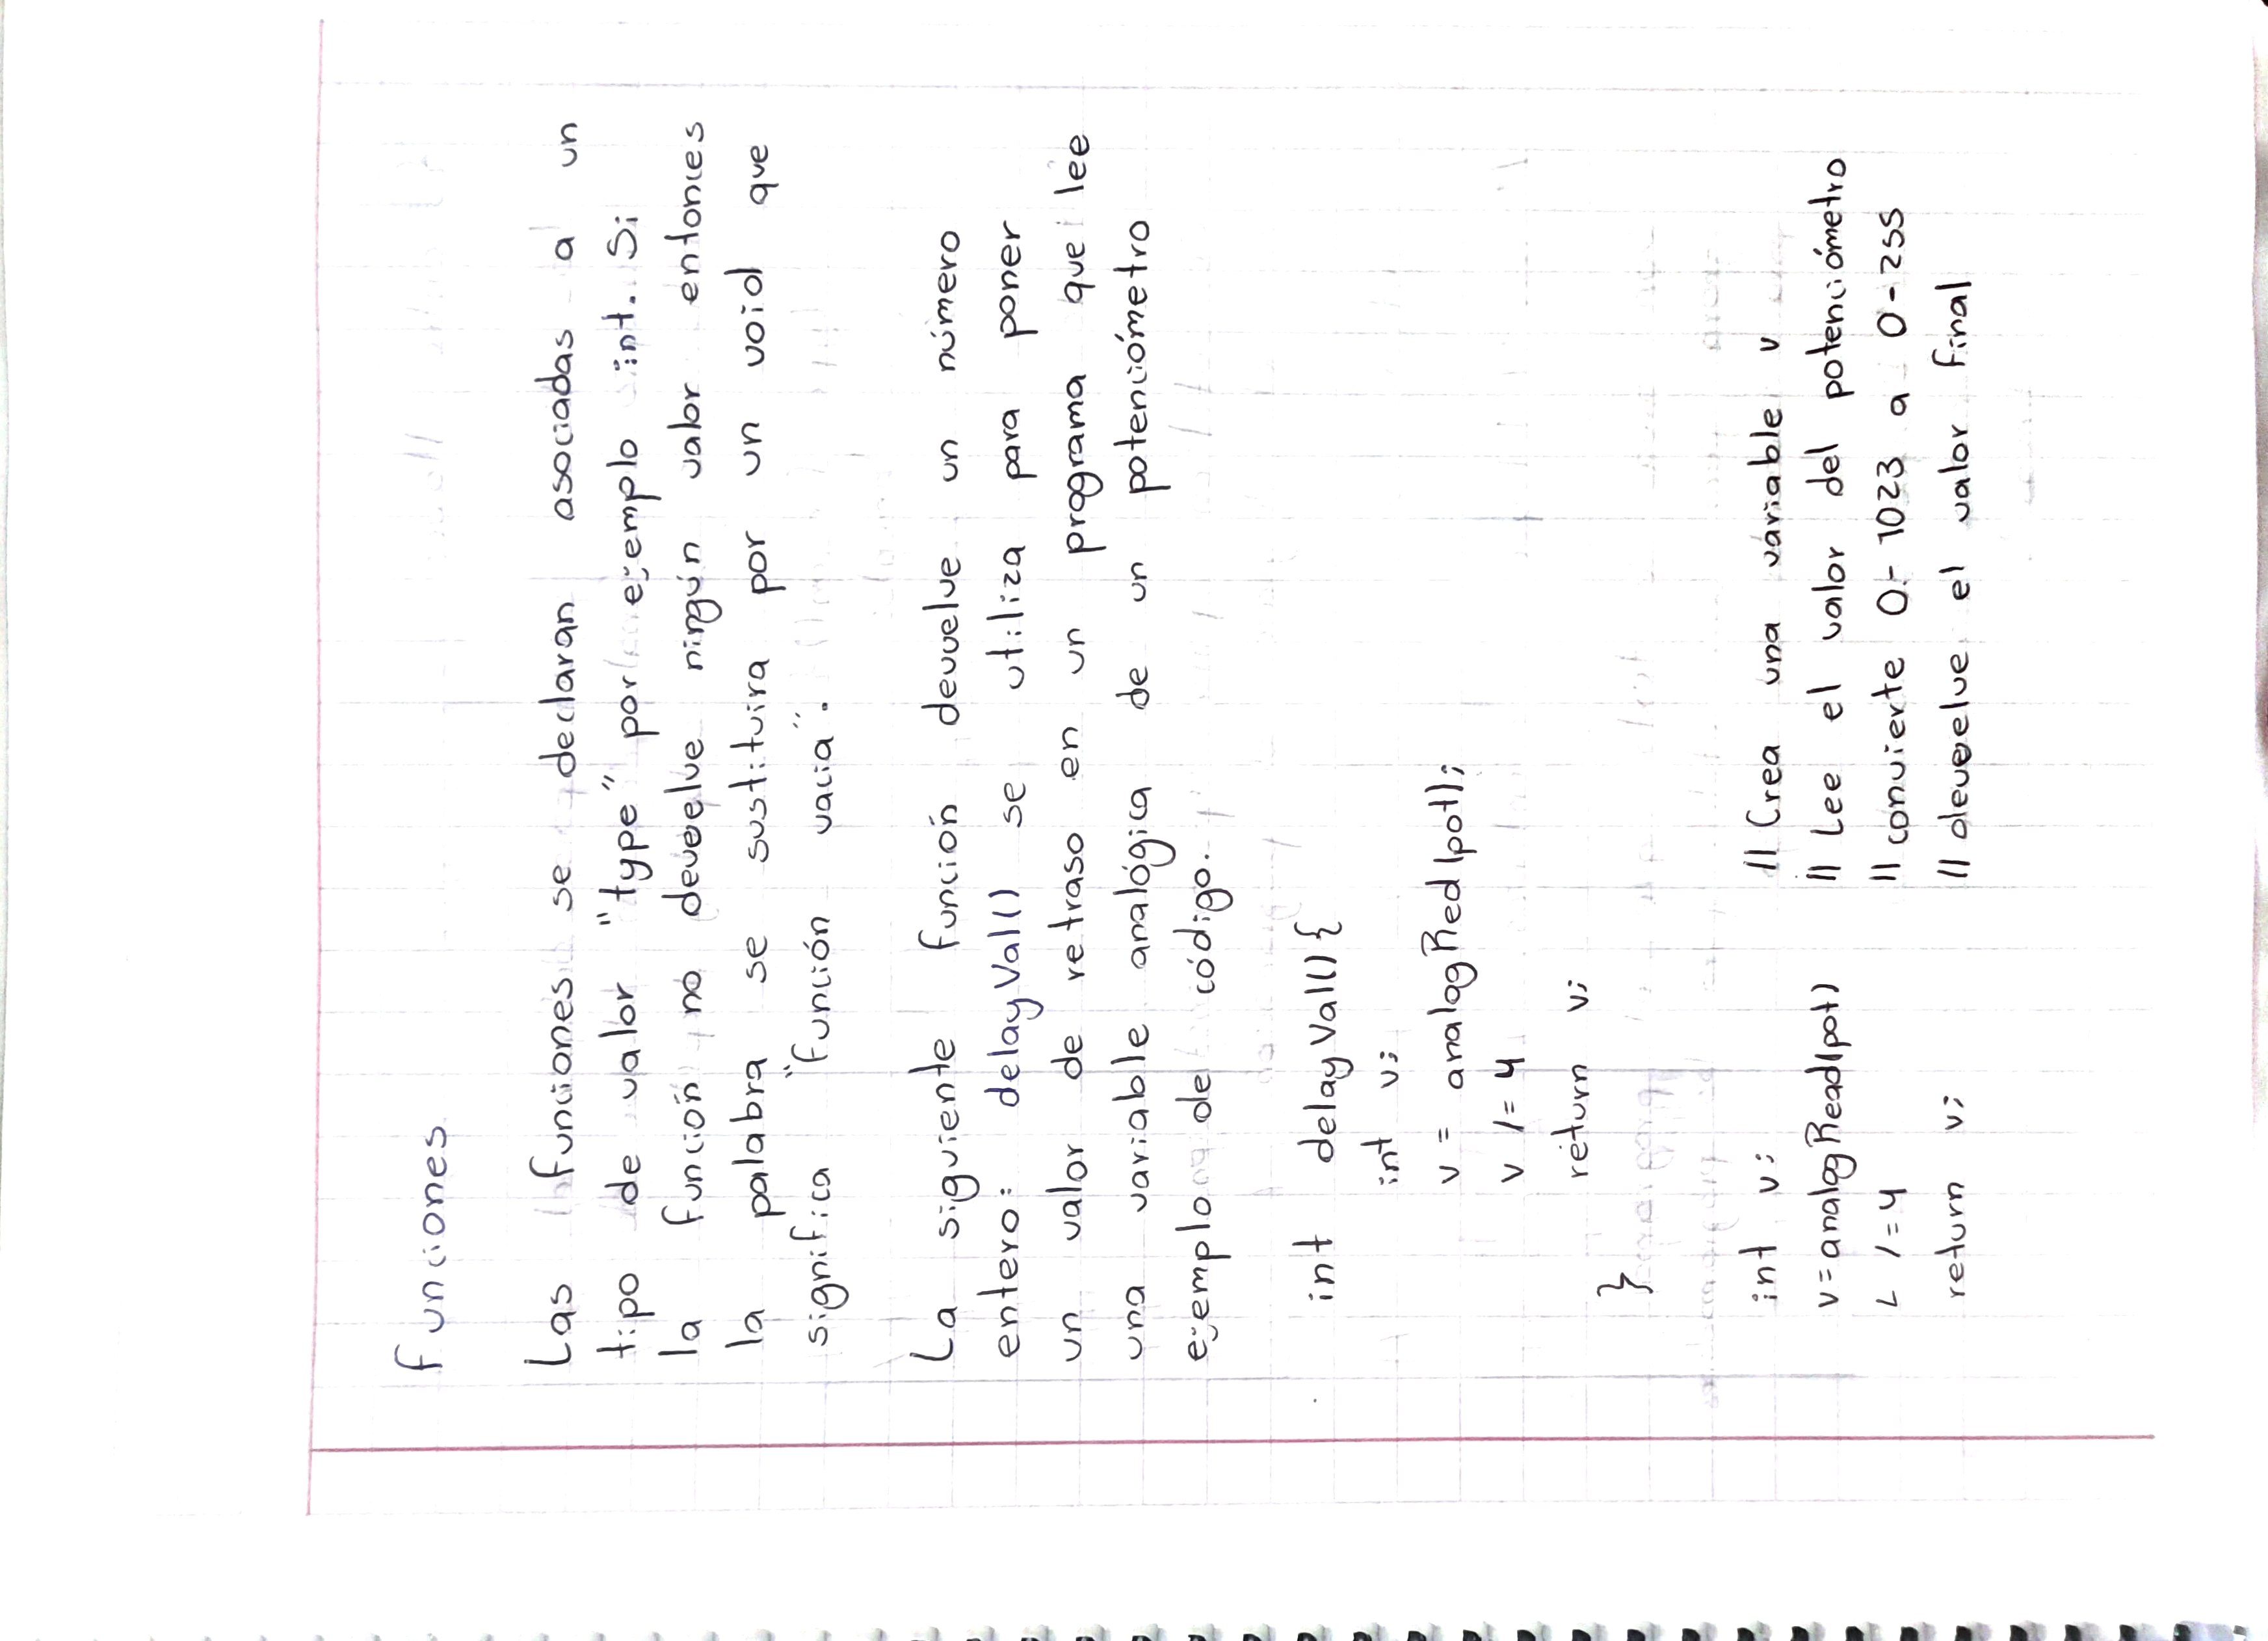 Funciones
Las funciones se declaran asociadas a un
tipo de valor "type" por ejemplo int. Si
la función no devuelve ningún valor entonces
la palabra se sustituira por un void que
significa "Función vacia".
La siguiente función devuelve un número
entero: delayVal() se utiliza para poner
un valor de retraso en un programa que lee
una variable analógica de un potenciómetro
ejemplo de código.
int delayVal(){
int v;
v = analogRed(pot);
v /= 4
return v;
}
int v; // Crea una variable v
v=analogRead(pot) // Lee el valor del potenciómetro
L /=4 // convierte 0-1023 a 0-255
return v; // devuelve el valor final